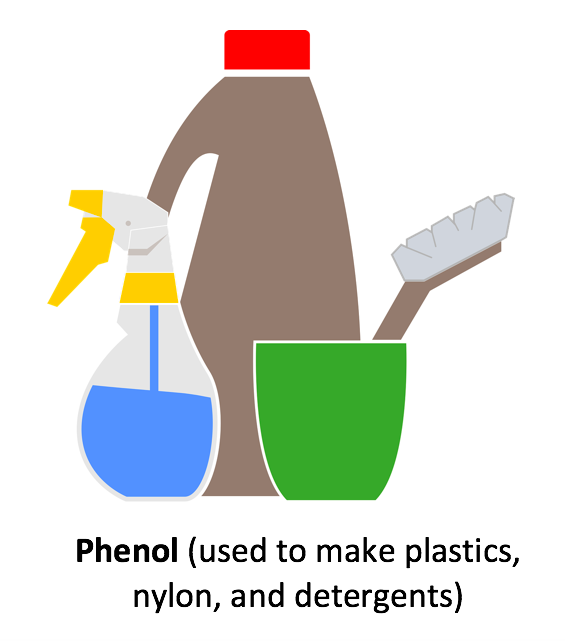 Phenol (used to make plastics,
nylon, and detergents)